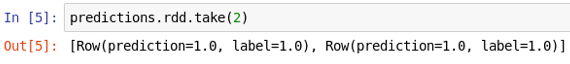 In [5]: predictions.rdd.take(2)
Out[5]: [Row(prediction=1.0, label=1.0), Row(prediction=1.0, label=1.0)]